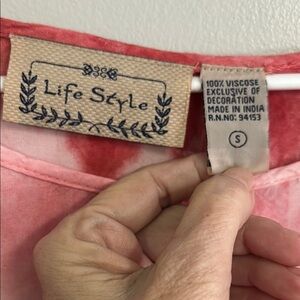 Life Style
100% VISCOSE
EXCLUSIVE OF
DECORATION
MADE IN INDIA
R.N.NO: 94153
S